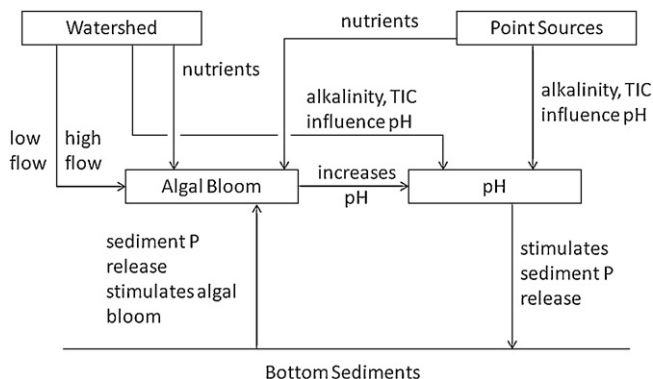 Watershed
nutrients
Point Sources
nutrients
alkalinity, TIC
influence pH
alkalinity, TIC
influence pH
low
flow
high
flow
Algal Bloom
increases
pH
pH
sediment P
release
stimulates algal
bloom
stimulates
sediment P
release
Bottom Sediments